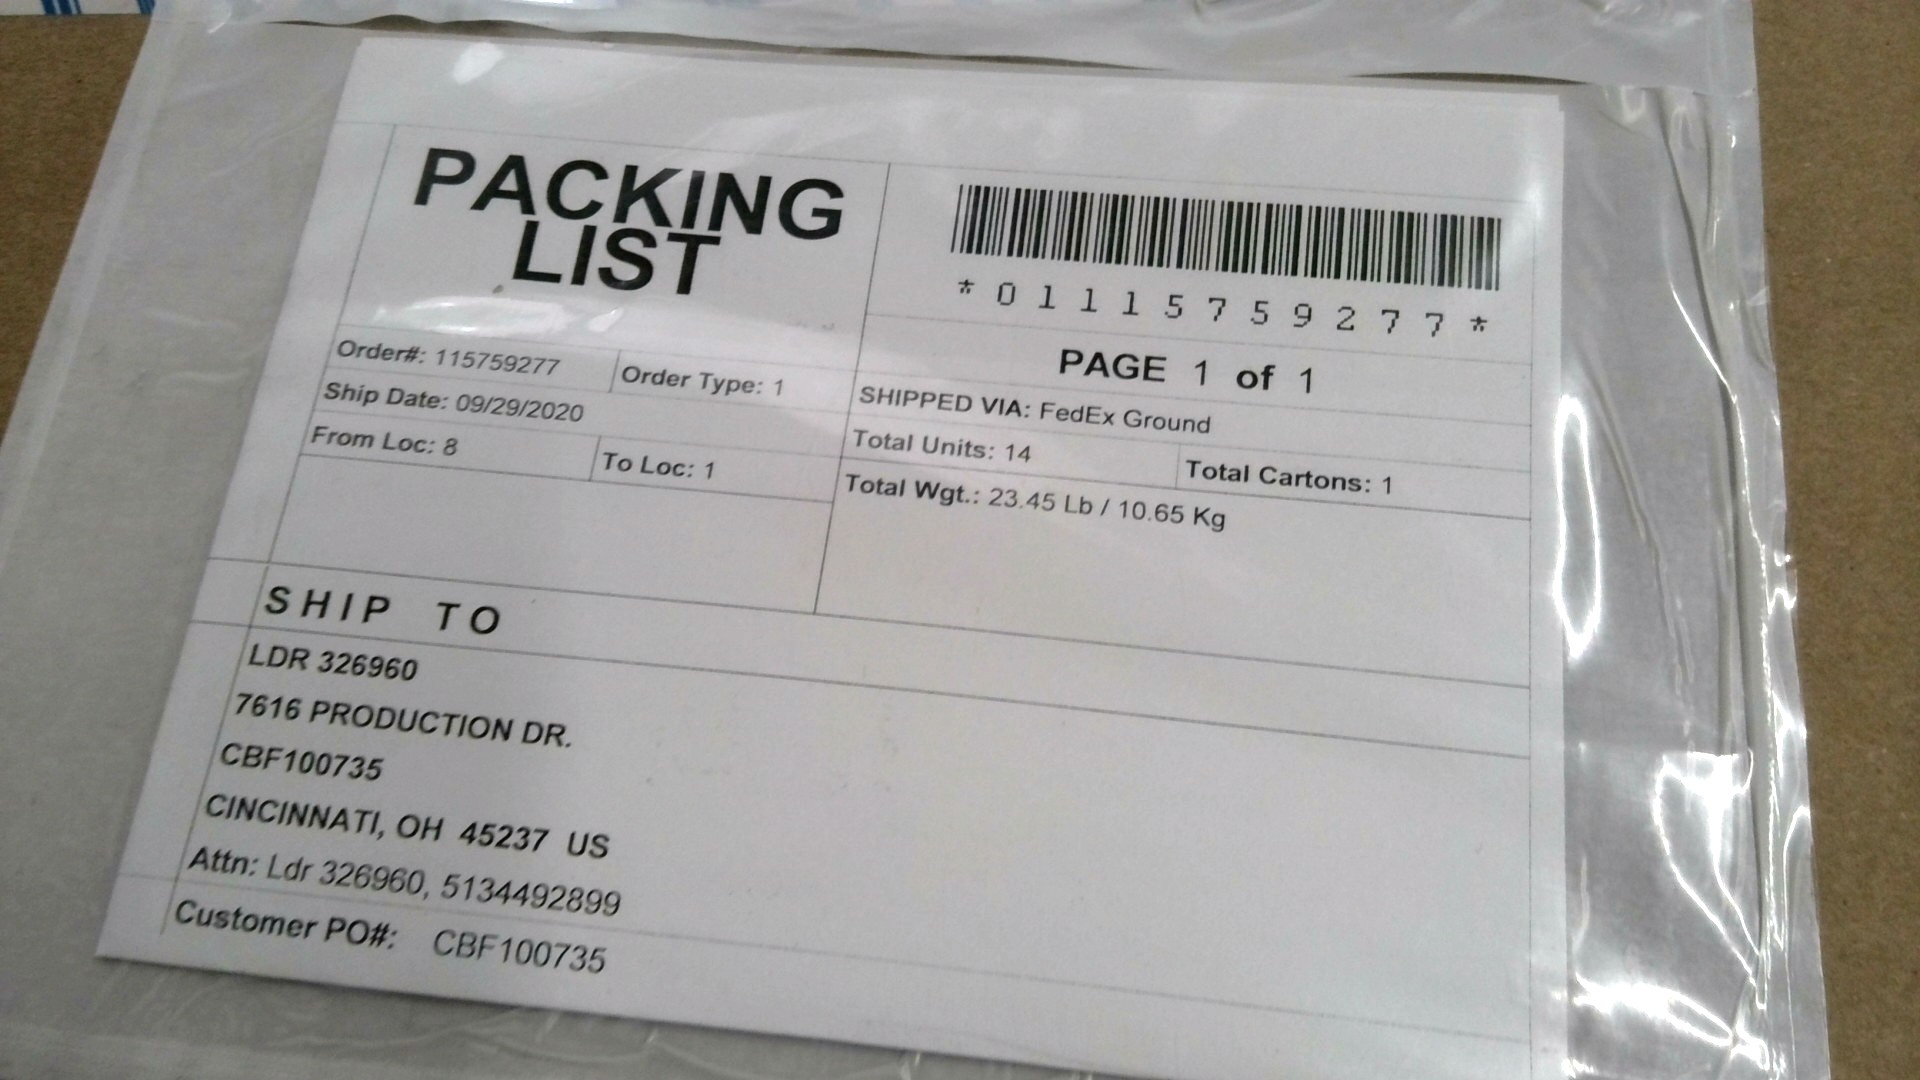 PACKING
LIST
*01115759277*
PAGE 1 of 1
Order#: 115759277
Order Type: 1
Ship Date: 09/29/2020
From Loc: 8
To Loc: 1
SHIPPED VIA: FedEx Ground
Total Units: 14
Total Cartons: 1
Total Wgt.: 23.45 Lb / 10.65 Kg
SHIP TO
LDR 326960
7616 PRODUCTION DR.
CBF100735
CINCINNATI, OH 45237 US
Attn: Ldr 326960, 5134492899
Customer PO#: CBF100735